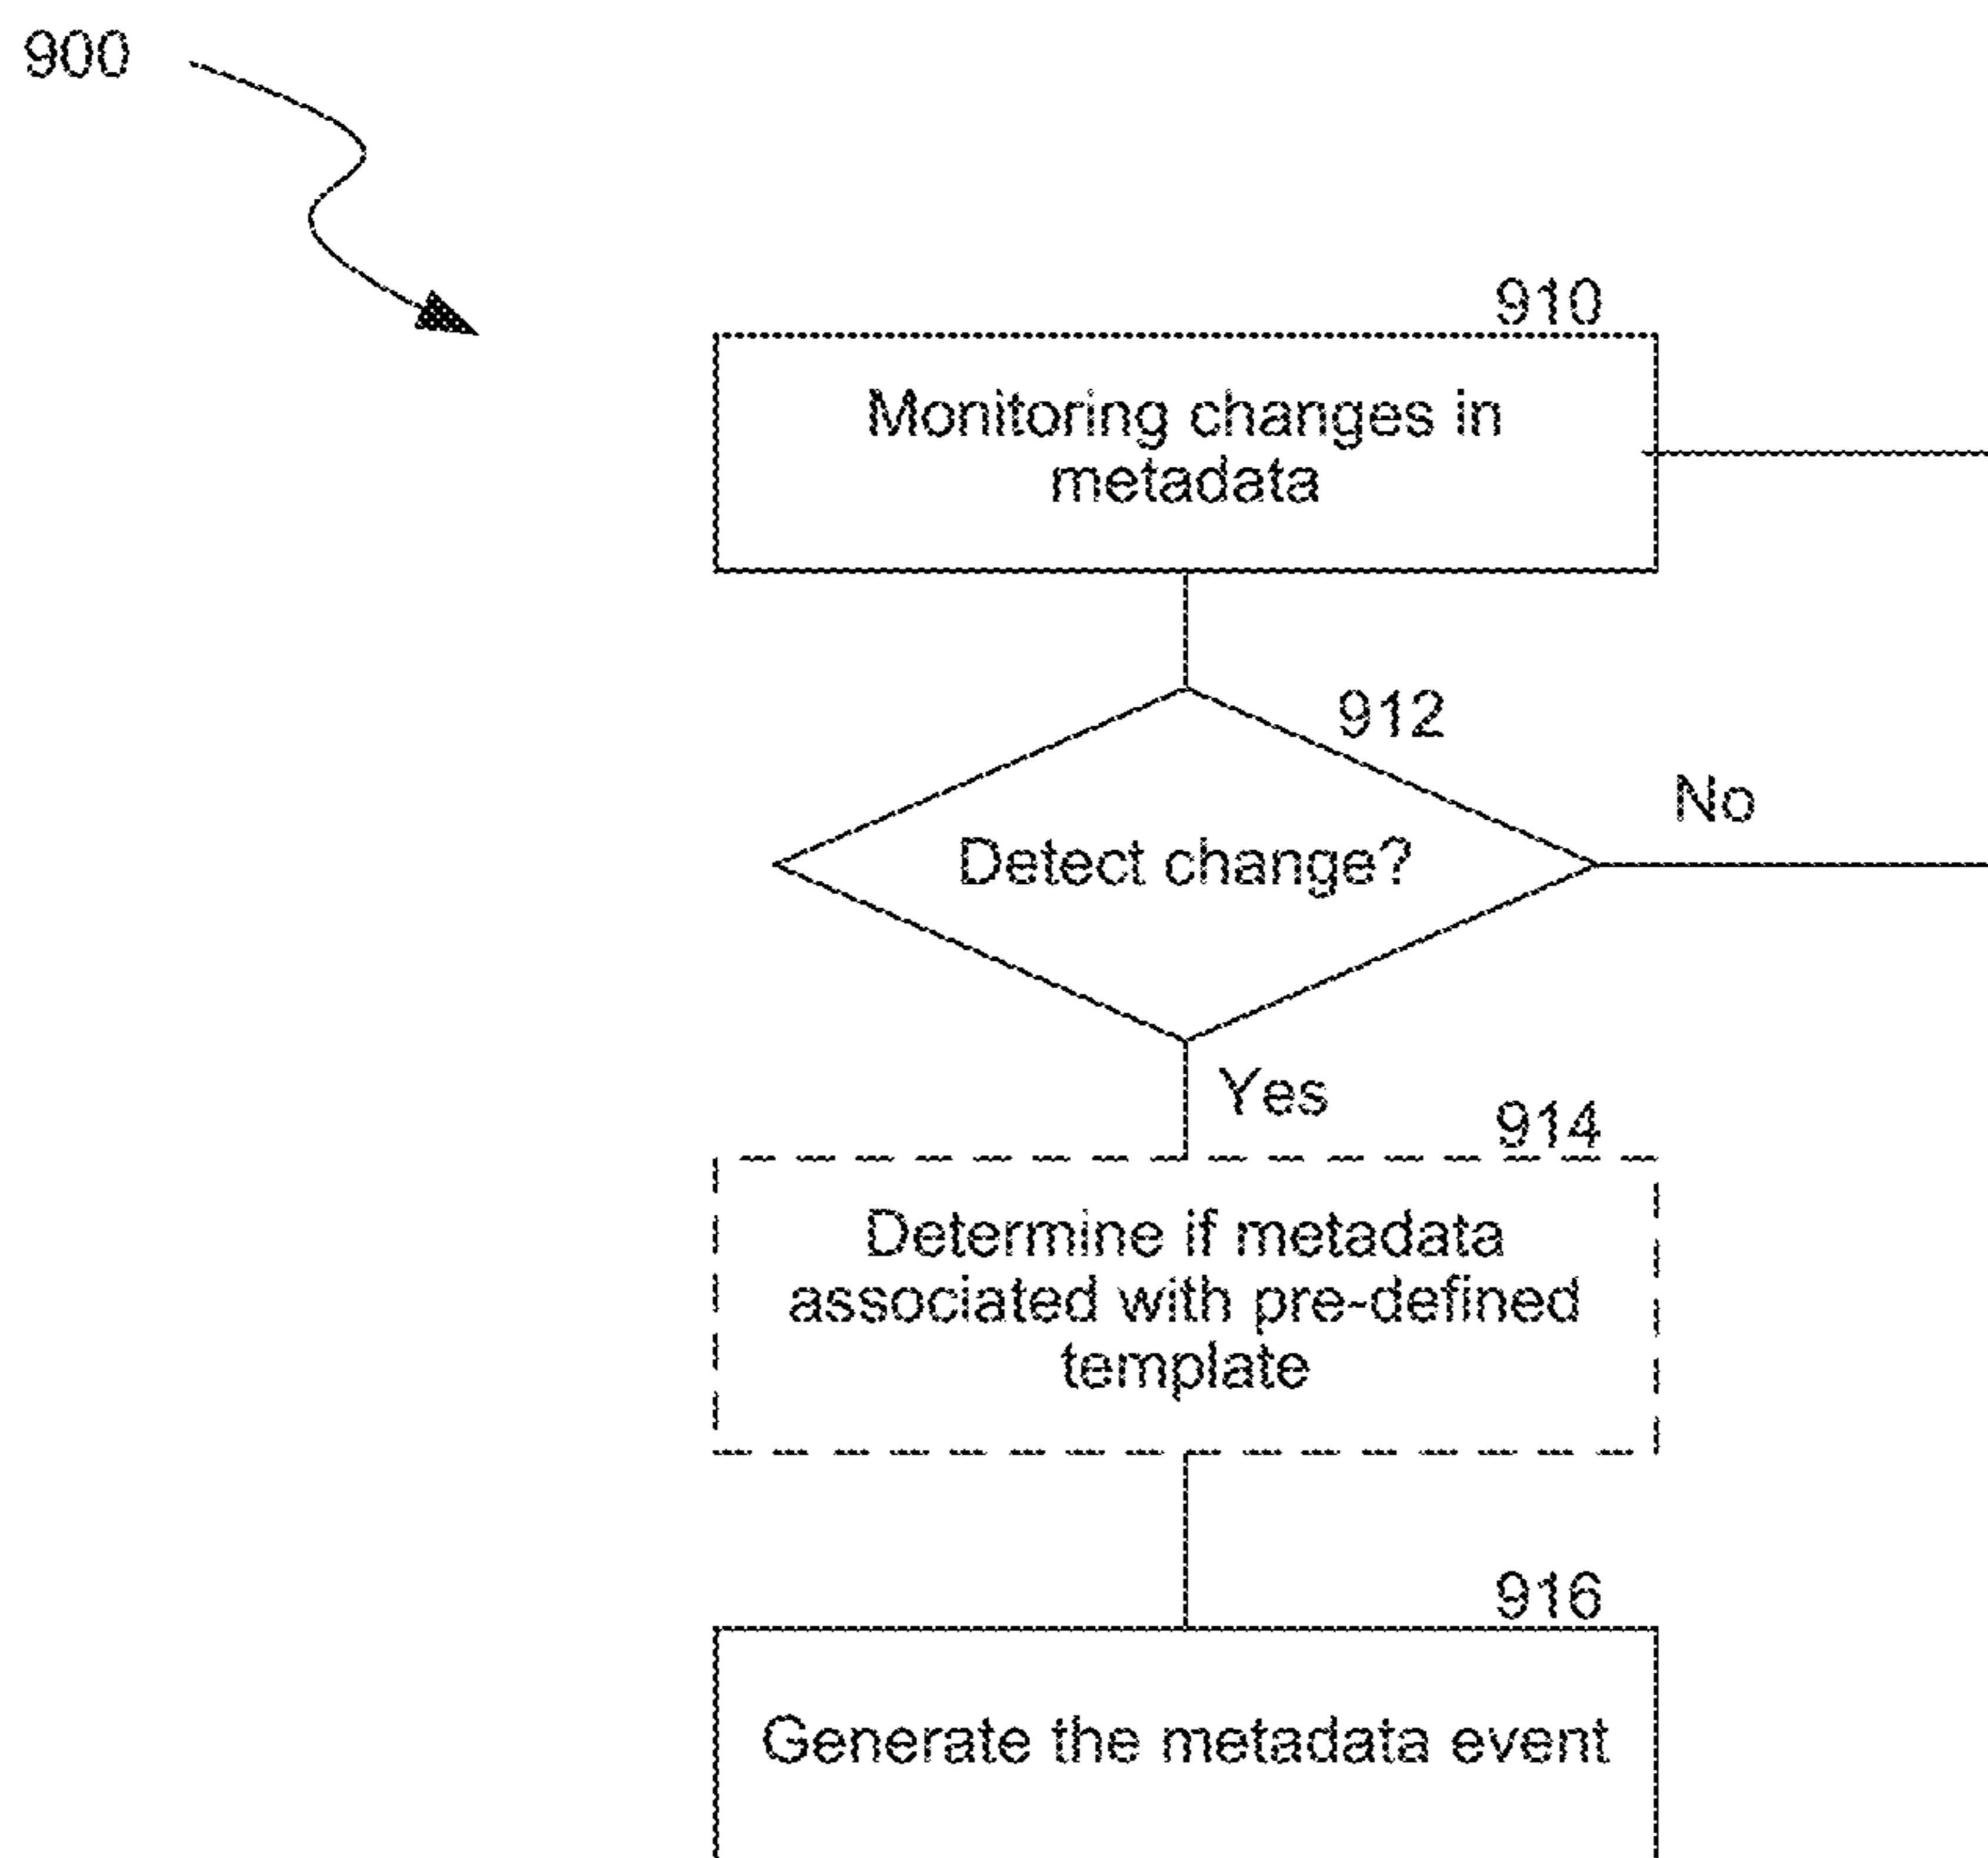 900
910
Monitoring changes in
metadata
912
No
Detect change?
Yes
914
Determine if metadata
associated with pre-defined
template
916
Generate the metadata event